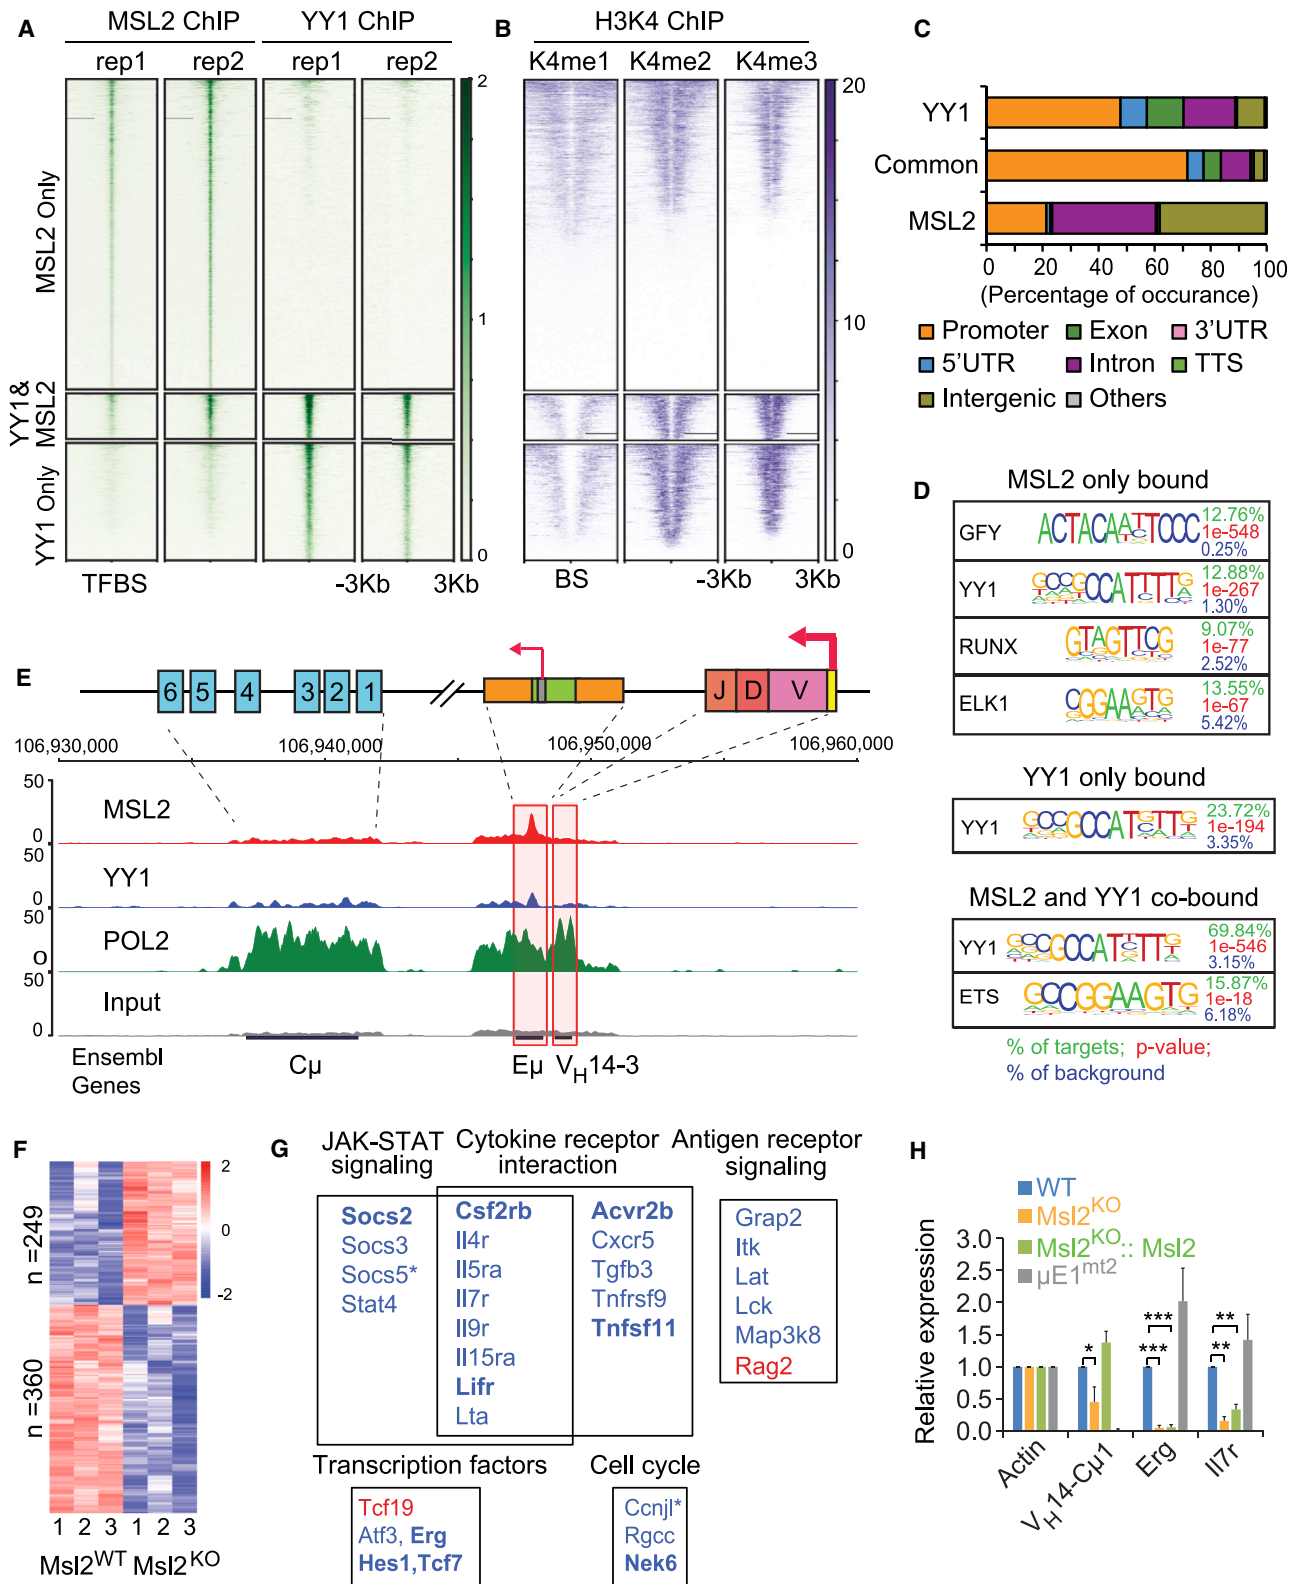 A
MSL2 ChIP
YY1 ChIP
rep1
rep2
rep1
rep2
MSL2 Only
YY1&
MSL2
YY1 Only
2
1
0
TFBS
-3Kb
3Kb
B
H3K4 ChIP
K4me1
K4me2
K4me3
20
10
0
BS
-3Kb
3Kb
C
YY1
Common
MSL2
0 20 40 60 80 100
(Percentage of occurance)
Promoter Exon 3'UTR
5'UTR Intron TTS
Intergenic Others
D
MSL2 only bound
GFY ACTACAATTCCC 12.76%
1e-548
0.25%
YY1 GCCGCCATTTTG 12.88%
1e-267
1.30%
RUNX GTAGTTCG 9.07%
1e-77
2.52%
ELK1 CGGAAGTG 13.55%
1e-67
5.42%
YY1 only bound
YY1 GCCGCCATGTTG 23.72%
1e-194
3.35%
MSL2 and YY1 co-bound
YY1 GCCGCCATTTTG 69.84%
1e-546
3.15%
ETS GCCGGAAGTG 15.87%
1e-18
6.18%
% of targets; p-value;
% of background
E
6 5 4 3 2 1
J D V
106,930,000 106,940,000 106,950,000 106,960,000
50
MSL2
0
50
YY1
0
50
POL2
0
50
Input
0
Ensembl
Genes
Cμ
Eμ
VH14-3
F
n =249
n =360
2
0
-2
1 2 3 1 2 3
Msl2WT Msl2KO
G
JAK-STAT
signaling
Cytokine receptor
interaction
Antigen receptor
signaling
Socs2
Socs3
Socs5*
Stat4
Csf2rb
Il4r
Il5ra
Il7r
Il9r
Il15ra
Lifr
Lta
Acvr2b
Cxcr5
Tgfb3
Tnfrsf9
Tnfsf11
Grap2
Itk
Lat
Lck
Map3k8
Rag2
Transcription factors
Tcf19
Atf3, Erg
Hes1,Tcf7
Cell cycle
Ccnjl*
Rgcc
Nek6
H
WT
Msl2KO
Msl2KO:: Msl2
μE1mt2
Relative expression
3.0
2.5
2.0
1.5
1.0
0.5
0.0
*
***
***
**
**
Actin
VH14-Cμ1
Erg
Il7r